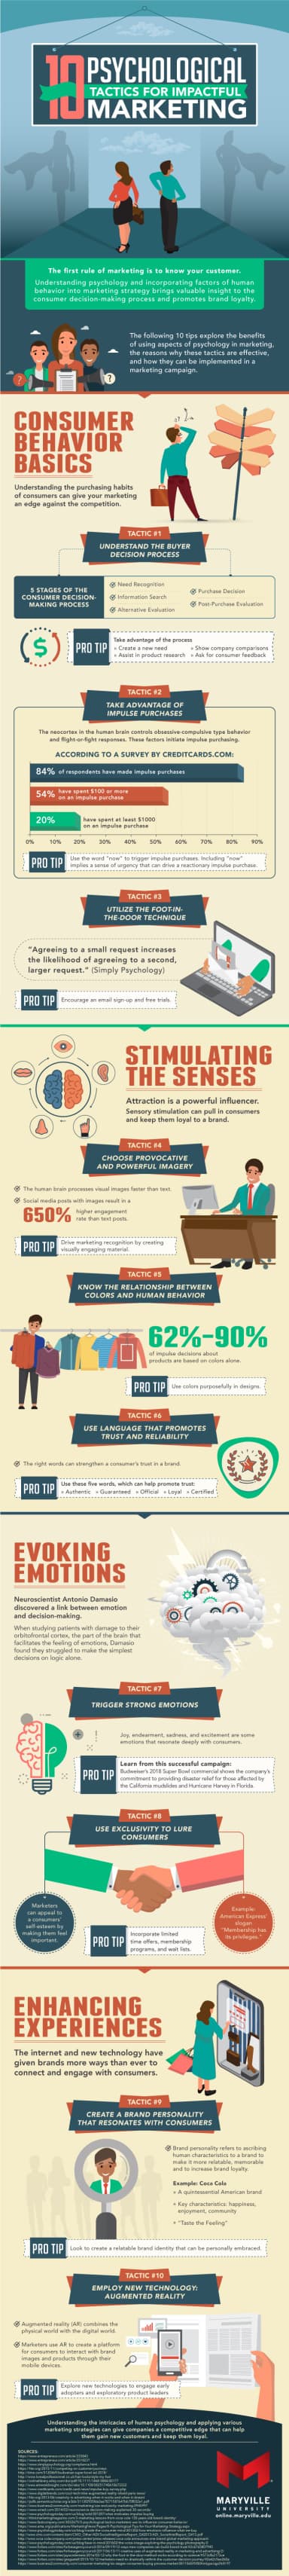 10 PSYCHOLOGICAL
TACTICS FOR IMPACTFUL
MARKETING
The first rule of marketing is to know your customer.
Understanding psychology and incorporating factors of human
behavior into marketing strategy brings valuable insight to the
consumer decision-making process and promotes brand loyalty.
The following 10 tips explore the benefits
of using aspects of psychology in marketing,
the reasons why these tactics are effective,
and how they can be implemented in a
marketing campaign.
CONSUMER
BEHAVIOR
BASICS
Understanding the purchasing habits
of consumers can give your marketing
an edge against the competition.
TACTIC #1
UNDERSTAND THE BUYER
DECISION PROCESS
5 STAGES OF THE
CONSUMER DECISION-
MAKING PROCESS
Need Recognition
Information Search
Alternative Evaluation
Purchase Decision
Post-Purchase Evaluation
PRO TIP
Take advantage of the process
» Create a new need
» Assist in product research
» Show company comparisons
» Ask for consumer feedback
TACTIC #2
TAKE ADVANTAGE OF
IMPULSE PURCHASES
The neocortex in the human brain controls obsessive-compulsive type behavior
and flight-or-fight responses. These factors initiate impulse purchasing.
ACCORDING TO A SURVEY BY CREDITCARDS.COM:
84% of respondents have made impulse purchases
54% have spent $100 or more
on an impulse purchase
20% have spent at least $1000
on an impulse purchase
0% 10% 20% 30% 40% 50% 60% 70% 80% 90%
PRO TIP
Use the word "now" to trigger impulse purchases. Including "now"
implies a sense of urgency that can drive a reactionary impulse purchase.
TACTIC #3
UTILIZE THE FOOT-IN-
THE-DOOR TECHNIQUE
"Agreeing to a small request increases
the likelihood of agreeing to a second,
larger request." (Simply Psychology)
PRO TIP
Encourage an email sign-up and free trials.
STIMULATING
THE SENSES
Attraction is a powerful influencer.
Sensory stimulation can pull in consumers
and keep them loyal to a brand.
TACTIC #4
CHOOSE PROVOCATIVE
AND POWERFUL IMAGERY
The human brain processes visual images faster than text.
Social media posts with images result in a
650% higher engagement
rate than text posts.
PRO TIP
Drive marketing recognition by creating
visually engaging material.
TACTIC #5
KNOW THE RELATIONSHIP BETWEEN
COLORS AND HUMAN BEHAVIOR
62%-90%
of impulse decisions about
products are based on colors alone.
PRO TIP
Use colors purposefully in designs.
TACTIC #6
USE LANGUAGE THAT PROMOTES
TRUST AND RELIABILITY
The right words can strengthen a consumer's trust in a brand.
PRO TIP
Use these five words, which can help promote trust:
» Authentic » Guaranteed » Official » Loyal » Certified
EVOKING
EMOTIONS
Neuroscientist Antonio Damasio
discovered a link between emotion
and decision-making.
When studying patients with damage to their
orbitofrontal cortex, the part of the brain that
facilitates the feeling of emotions, Damasio
found they struggled to make the simplest
decisions on logic alone.
TACTIC #7
TRIGGER STRONG EMOTIONS
Joy, endearment, sadness, and excitement are some
emotions that resonate deeply with consumers.
PRO TIP
Learn from this successful campaign:
Budweiser's 2018 Super Bowl commercial shows the company's
commitment to providing disaster relief for those affected by
the California mudslides and Hurricane Harvey in Florida.
TACTIC #8
USE EXCLUSIVITY TO LURE
CONSUMERS
Marketers
can appeal to
a consumers'
self-esteem by
making them feel
important.
PRO TIP
Incorporate limited
time offers, membership
programs, and wait lists.
Example:
American Express'
slogan
"Membership has
its privileges."
ENHANCING
EXPERIENCES
The internet and new technology have
given brands more ways than ever to
connect and engage with consumers.
TACTIC #9
CREATE A BRAND PERSONALITY
THAT RESONATES WITH CONSUMERS
Brand personality refers to ascribing
human characteristics to a brand to
make it more relatable, memorable
and to increase brand loyalty.
Example: Coca Cola
» A quintessential American brand
» Key characteristics: happiness,
enjoyment, community
» "Taste the Feeling"
PRO TIP
Look to create a relatable brand identity that can be personally embraced.
TACTIC #10
EMPLOY NEW TECHNOLOGY:
AUGMENTED REALITY
Augmented reality (AR) combines the
physical world with the digital world.
Marketers use AR to create a platform
for consumers to interact with brand
images and products through their
mobile devices.
PRO TIP
Explore new technologies to engage early
adopters and exploratory product leaders
Understanding the intricacies of human psychology and applying various
marketing strategies can give companies a competitive edge that can help
them gain new customers and keep them loyal.
SOURCES:
MARYVILLE
UNIVERSITY
online.maryville.edu